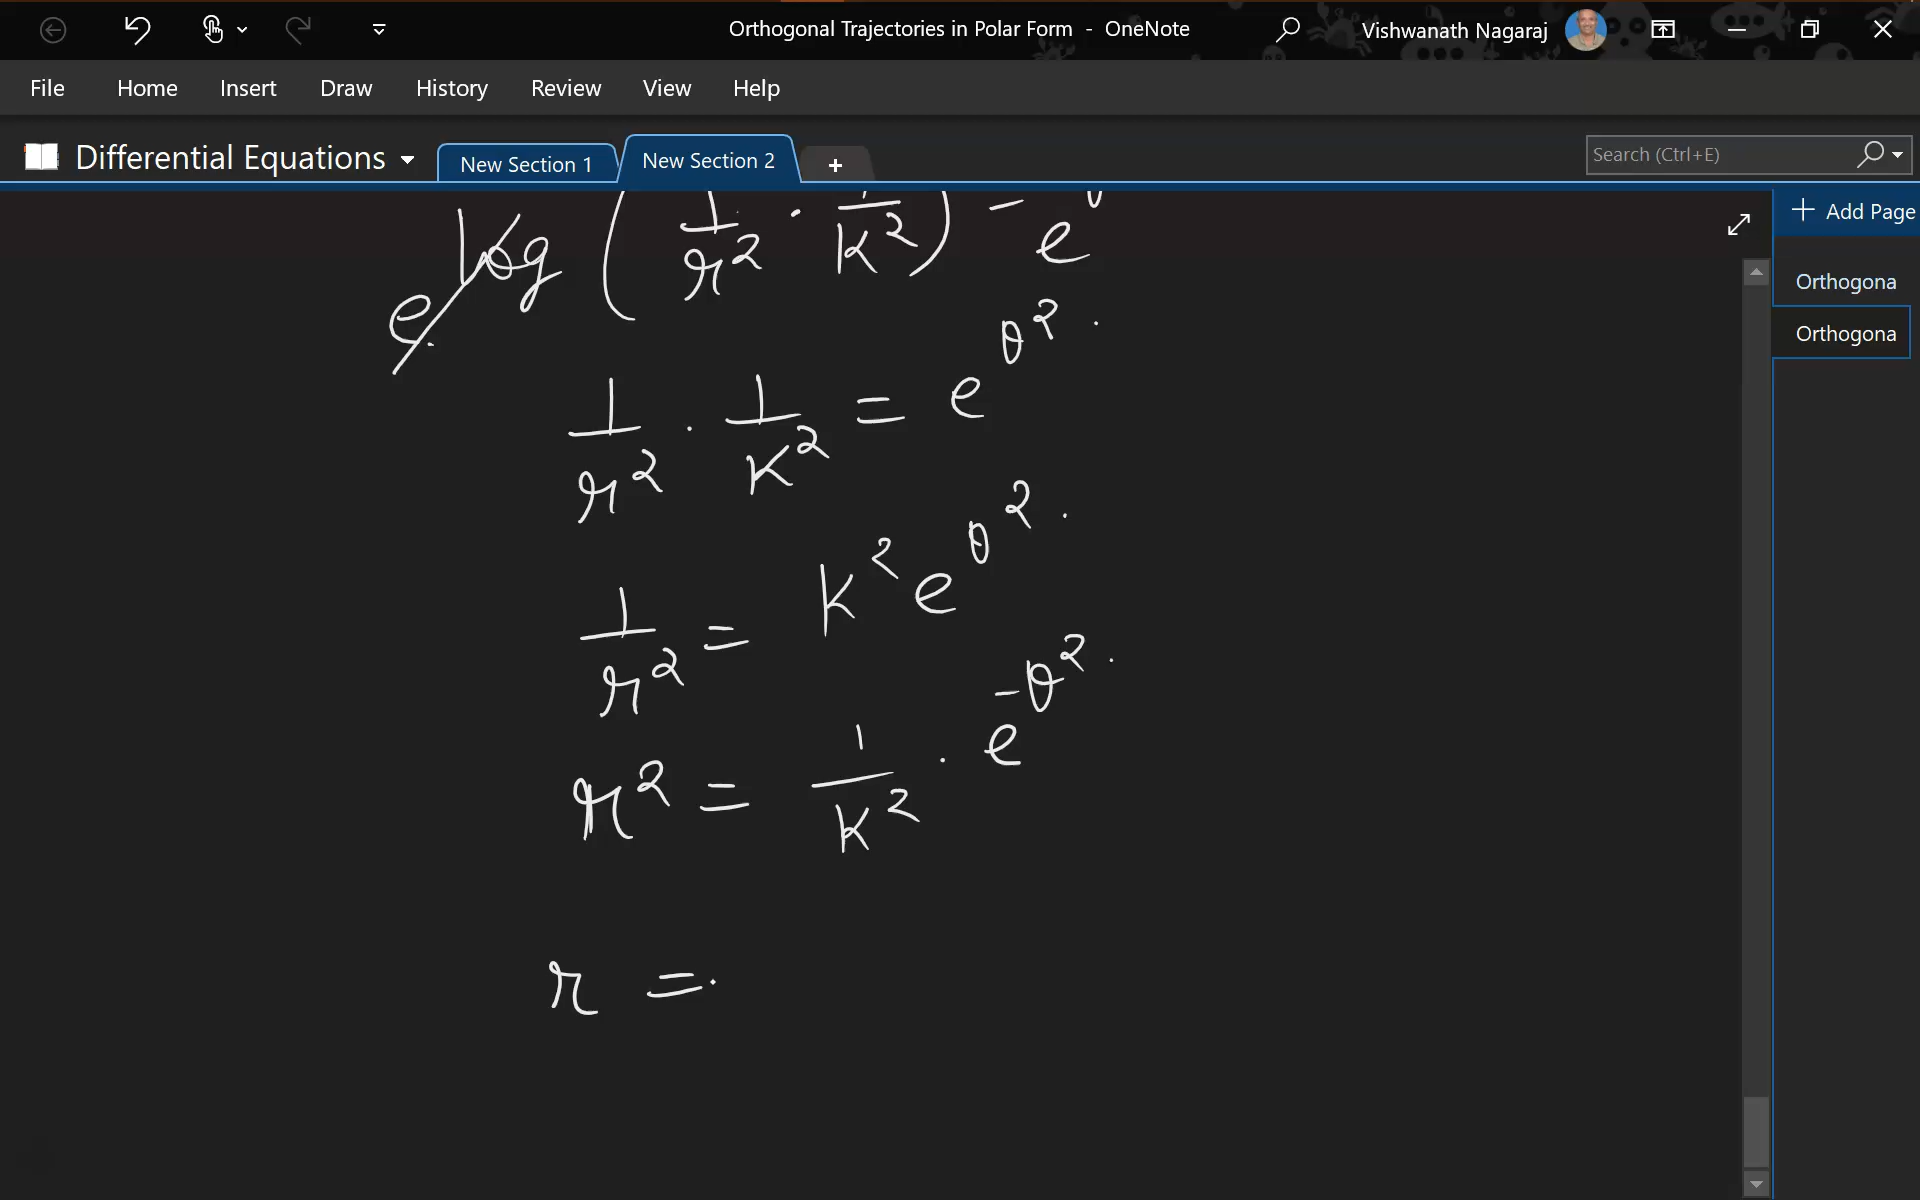 Orthogonal Trajectories in Polar Form - OneNote
Vishwanath Nagaraj
File Home Insert Draw History Review View Help
Differential Equations
New Section 1
New Section 2
+
Search (Ctrl+E)
+ Add Page
Orthogona
Orthogona
e^log (1/r² · 1/k²) = e^θ
1/r² · 1/k² = e^θ².
1/r² = k² e^θ².
r² = 1/k² · e^-θ².
r =